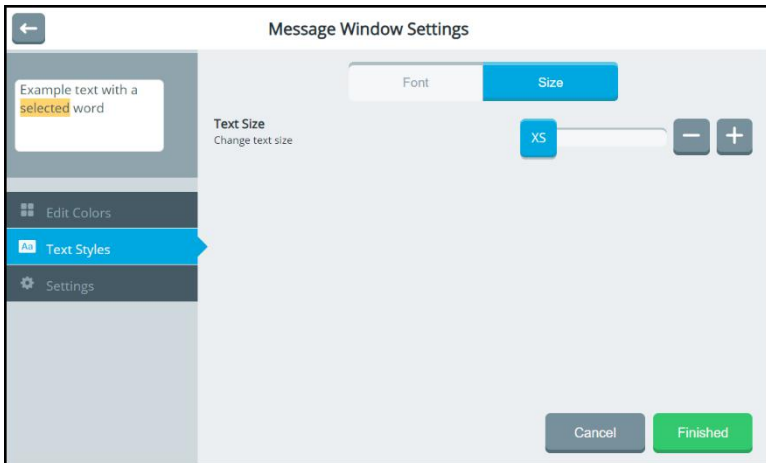 Message Window Settings
Example text with a
selected word
Font
Size
Text Size
Change text size
XS
Edit Colors
Aa
Text Styles
Settings
Cancel
Finished